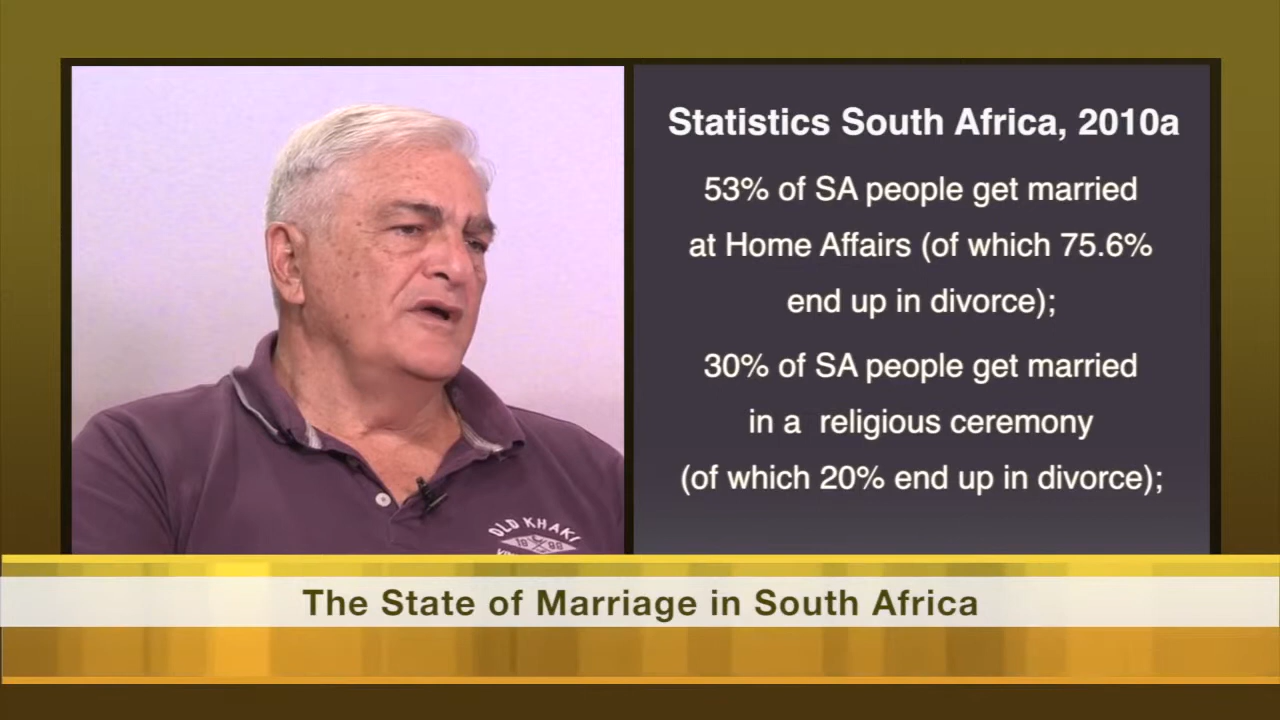 Statistics South Africa, 2010a
53% of SA people get married
at Home Affairs (of which 75.6%
end up in divorce);
30% of SA people get married
in a  religious ceremony
(of which 20% end up in divorce);
OLD KHAKI
The State of Marriage in South Africa